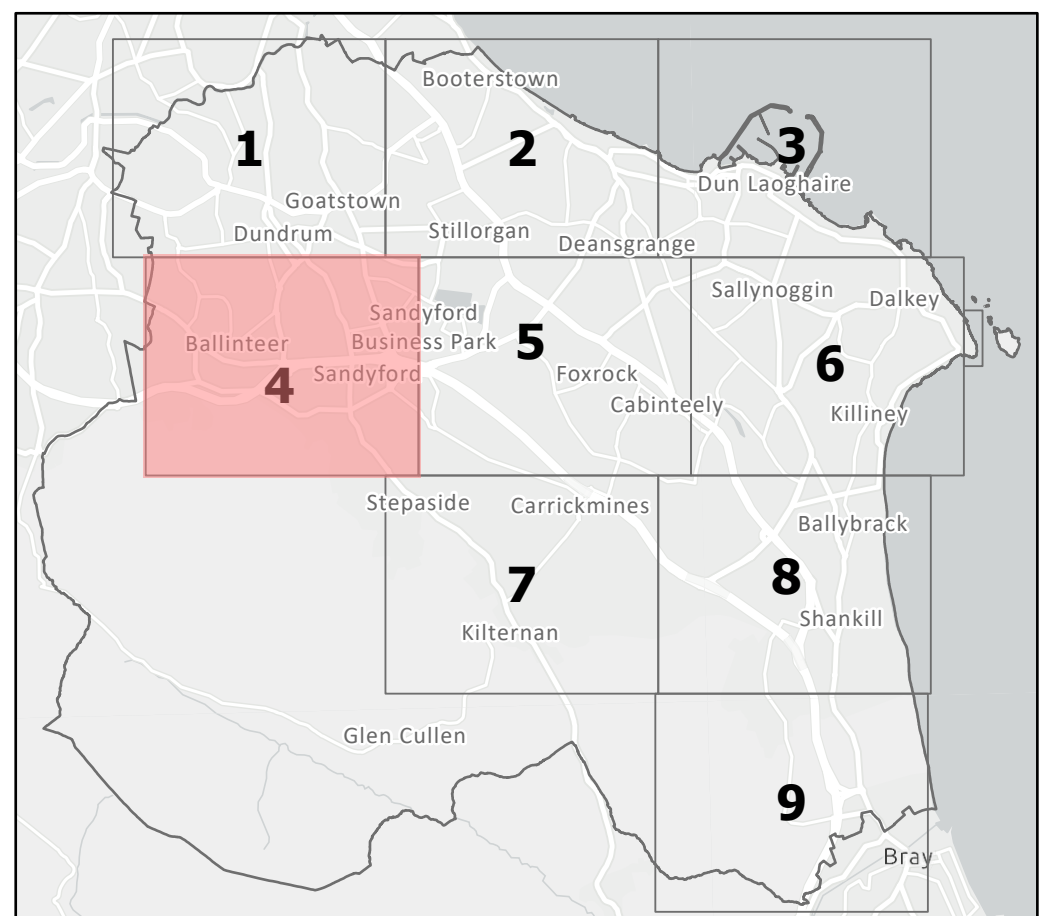 Booterstown
1
2
3
Dun Laoghaire
Goatstown
Dundrum
Stillorgan
Deansgrange
Sallynoggin
Dalkey
Sandyford
Business Park
Ballinteer
5
6
4
Sandyford
Foxrock
Cabinteely
Killiney
Stepaside
Carrickmines
Ballybrack
7
8
Shankill
Kilternan
Glen Cullen
9
Bray